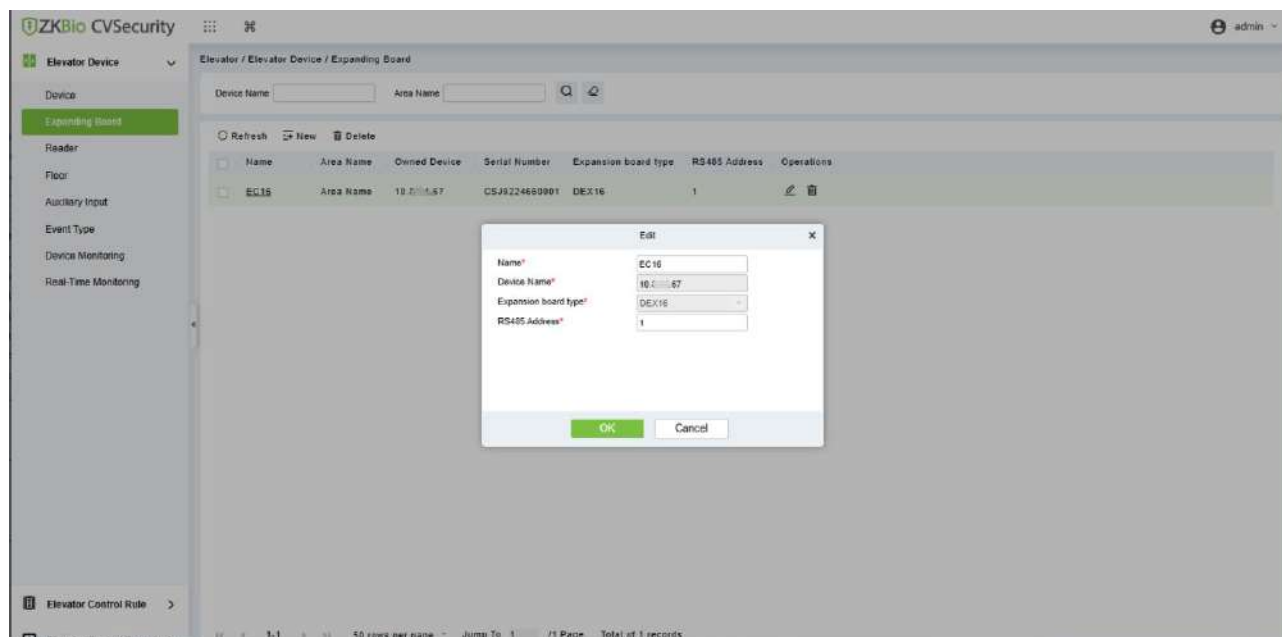 ZKBio CVSecurity
admin
Elevator Device
Elevator / Elevator Device / Expanding Board
Device
Device Name
Area Name
Expanding Board
Refresh New Delete
Reader
Name Area Name Owned Device Serial Number Expansion board type RS485 Address Operations
Floor
EC16 Area Name DEX16 1
Auxiliary Input
Event Type
Device Monitoring
Real-Time Monitoring
Edit
Name* EC16
Device Name*
Expansion board type* DEX16
RS485 Address* 1
OK Cancel
Elevator Control Rule
1-1 50 rows per page Jump To 1 /1 Page Total of 1 records